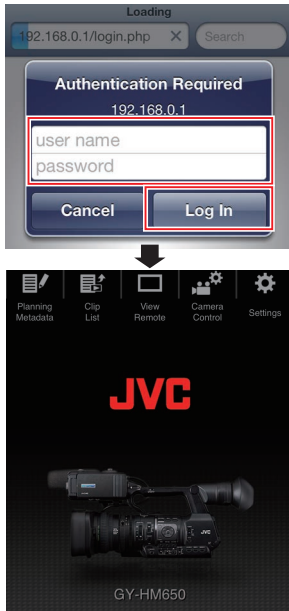 Loading
192.168.0.1/login.php
Search
Authentication Required
192.168.0.1
user name
password
Cancel
Log In
Planning
Metadata
Clip
List
View
Remote
Camera
Control
Settings
JVC
JVC
GY-HM650